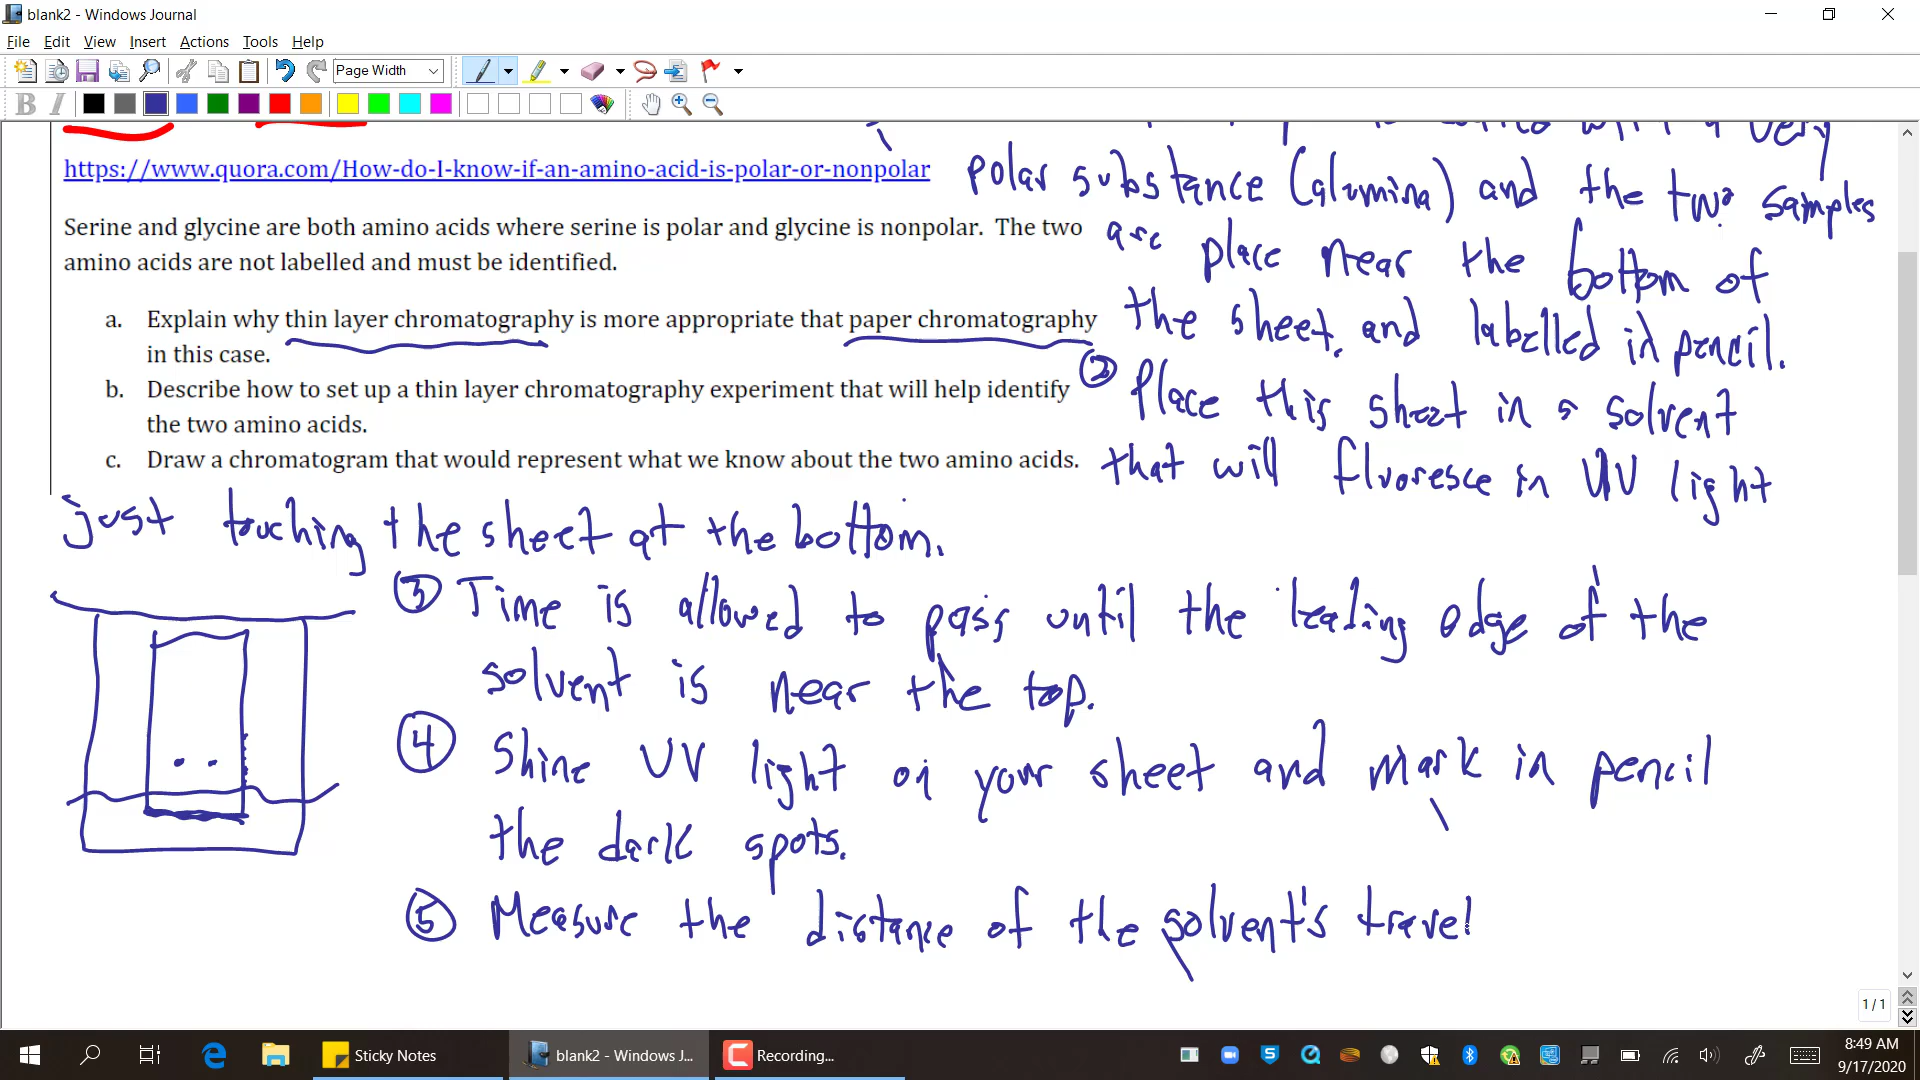 blank2 - Windows Journal
File Edit View Insert Actions Tools Help
Page Width
B I
very
https://www.quora.com/How-do-I-know-if-an-amino-acid-is-polar-or-nonpolar
polar substance (alumina) and the two samples
Serine and glycine are both amino acids where serine is polar and glycine is nonpolar. The two
amino acids are not labelled and must be identified.
are place near the bottom of
the sheet, and labelled in pencil.
a. Explain why thin layer chromatography is more appropriate that paper chromatography
in this case.
b. Describe how to set up a thin layer chromatography experiment that will help identify
the two amino acids.
c. Draw a chromatogram that would represent what we know about the two amino acids.
② Place this sheet in a solvent
that will fluoresce in UV light
just touching the sheet at the bottom.
③ Time is allowed to pass until the leading edge of the
solvent is near the top.
④ Shine UV light on your sheet and mark in pencil
the dark spots.
⑤ Measure the distance of the solvent's travel
1 / 1
Sticky Notes
blank2 - Windows J...
Recording...
8:49 AM
9/17/2020